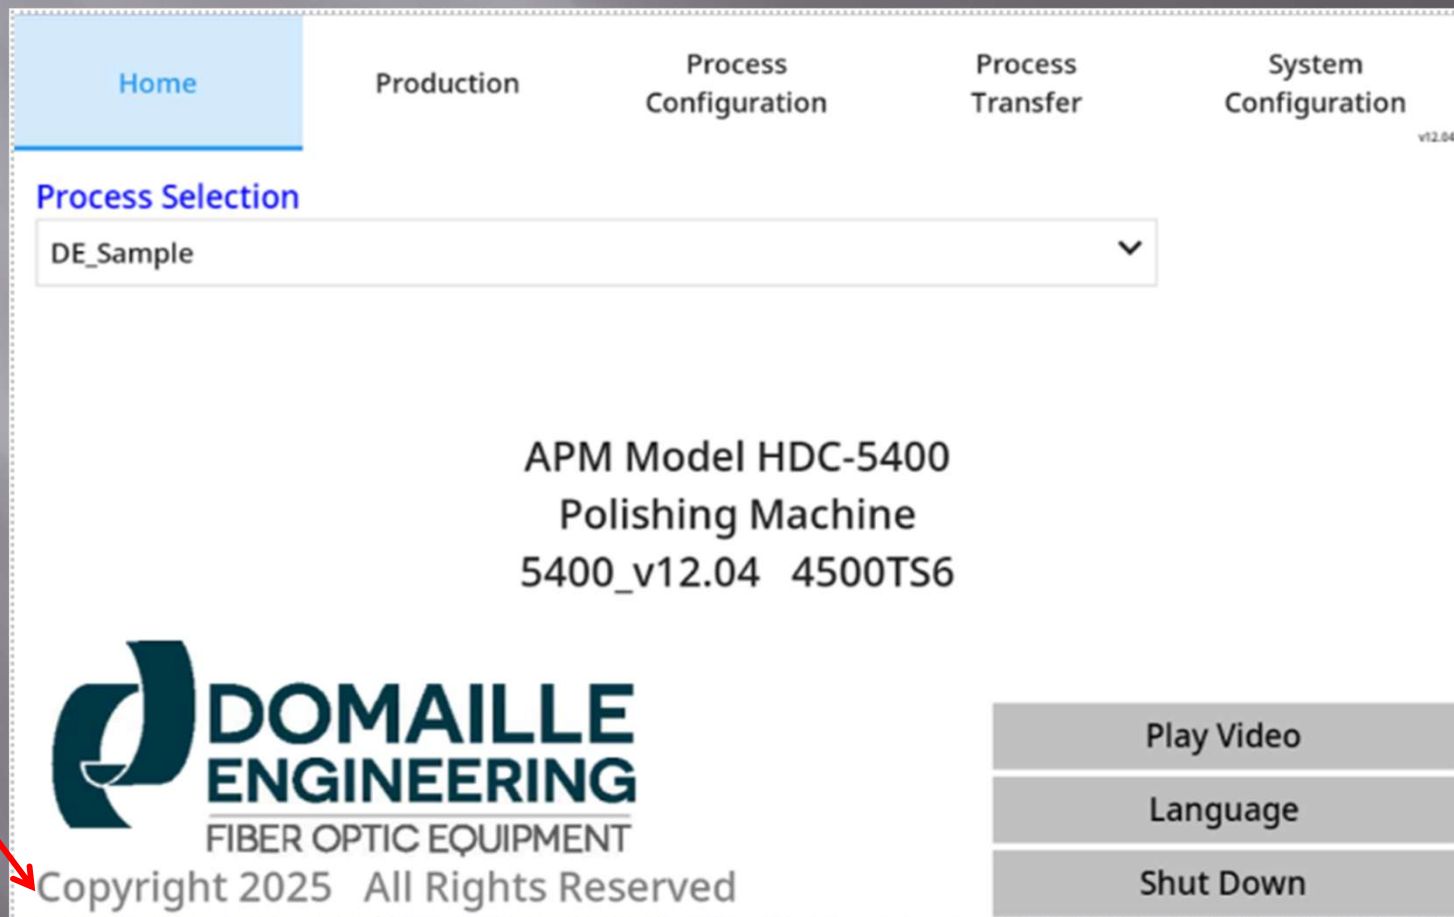 Home
Production
Process
Configuration
Process
Transfer
System
Configuration
v12.04
Process Selection
DE_Sample
APM Model HDC-5400
Polishing Machine
5400_v12.04 4500TS6
DOMAILLE
ENGINEERING
FIBER OPTIC EQUIPMENT
Copyright 2025 All Rights Reserved
Play Video
Language
Shut Down